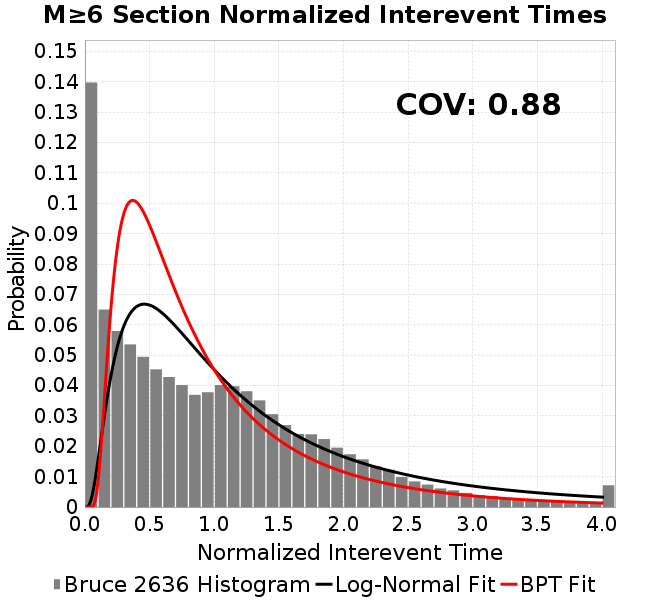 M≥6 Section Normalized Interevent Times
COV: 0.88
Probability
0.15
0.14
0.13
0.12
0.11
0.1
0.09
0.08
0.07
0.06
0.05
0.04
0.03
0.02
0.01
0
0.0 0.5 1.0 1.5 2.0 2.5 3.0 3.5 4.0
Normalized Interevent Time
Bruce 2636 Histogram Log-Normal Fit BPT Fit